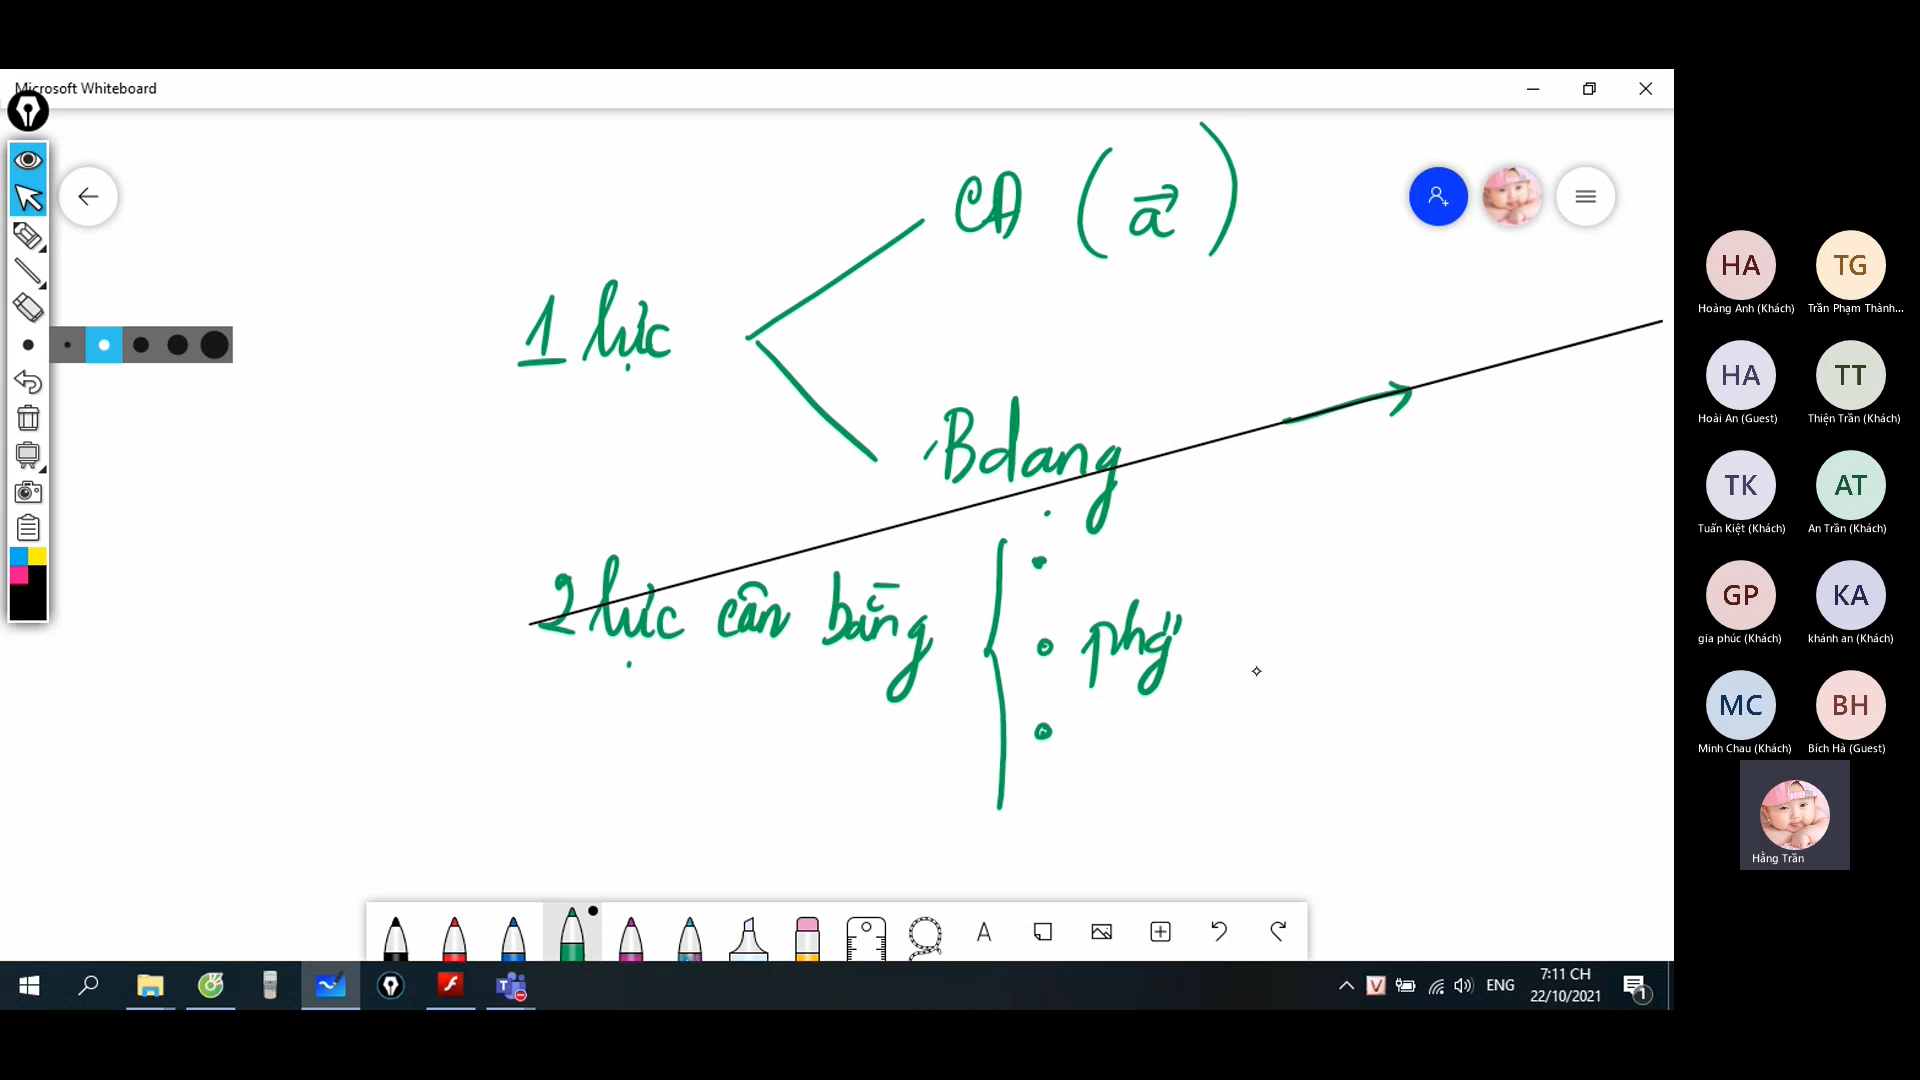 Microsoft Whiteboard
CĐ (a→)
1 lực
Bdạng
2 lực cân bằng
phg
HA
TG
Hoàng Anh (Khách)
Trần Phạm Thành...
HA
TT
Hoài An (Guest)
Thiện Trần (Khách)
TK
AT
Tuấn Kiệt (Khách)
An Trần (Khách)
GP
KA
gia phúc (Khách)
khánh an (Khách)
MC
BH
Minh Chau (Khách)
Bích Hà (Guest)
Hằng Trần
ENG
7:11 CH
22/10/2021
1